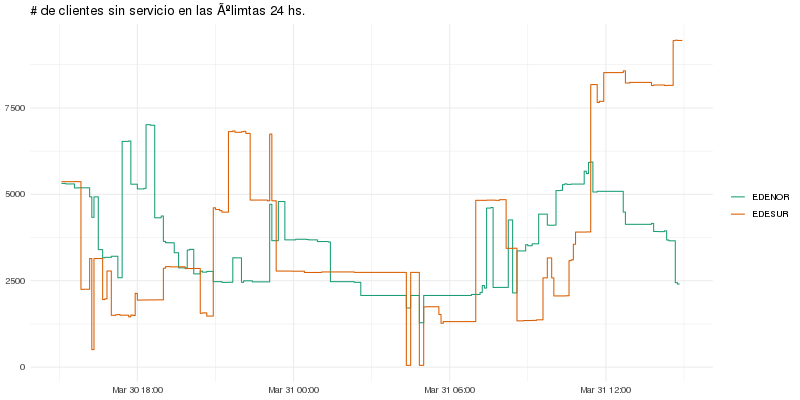 # de clientes sin servicio en las Ãºlimtas 24 hs.
7500
5000
2500
0
Mar 30 18:00
Mar 31 00:00
Mar 31 06:00
Mar 31 12:00
EDENOR
EDESUR